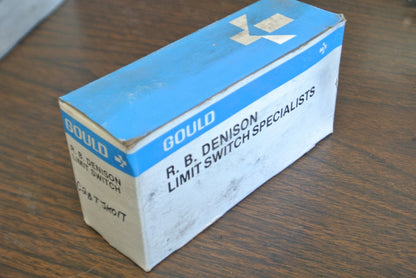 GOULD
R. B. DENISON
LIMIT SWITCH
GOULD
R. B. DENISON
LIMIT SWITCH SPECIALISTS